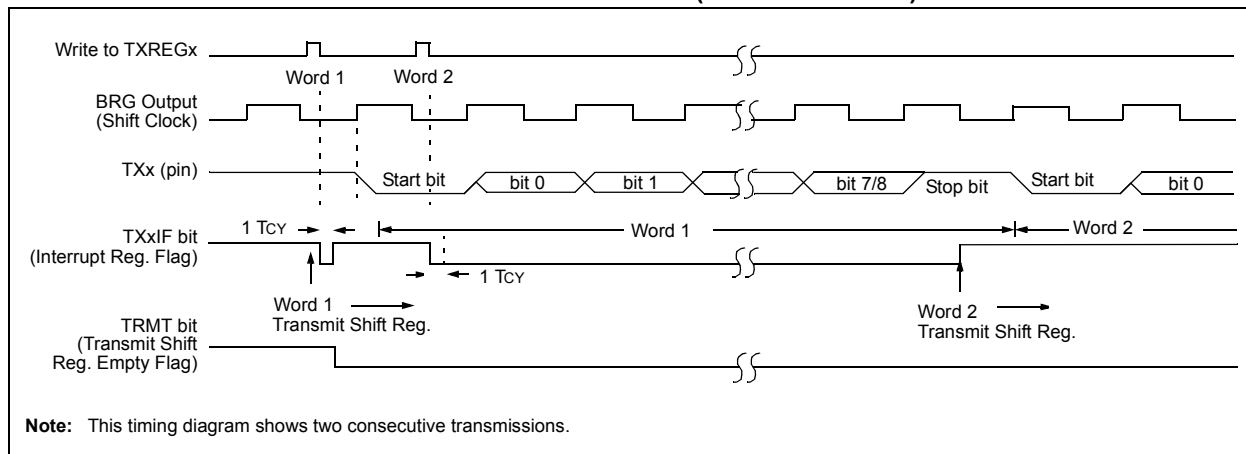 Write to TXREGx
Word 1
Word 2
BRG Output
(Shift Clock)
TXx (pin)
Start bit
bit 0
bit 1
bit 7/8
Stop bit
Start bit
bit 0
TXxIF bit
(Interrupt Reg. Flag)
1 TCY
Word 1
Word 2
1 TCY
Word 1
Transmit Shift Reg.
Word 2
Transmit Shift Reg.
TRMT bit
(Transmit Shift
Reg. Empty Flag)
Note: This timing diagram shows two consecutive transmissions.